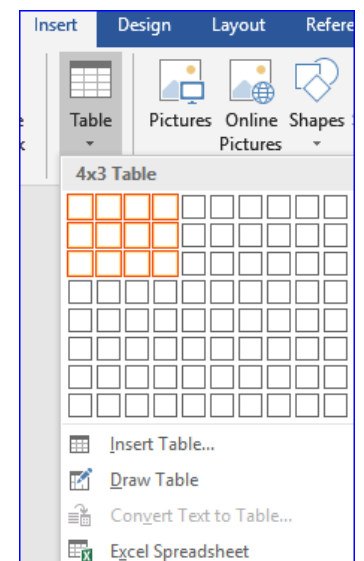 Insert Design Layout Refere
Table Pictures Online Shapes
Pictures
4x3 Table
Insert Table...
Draw Table
Convert Text to Table...
Excel Spreadsheet